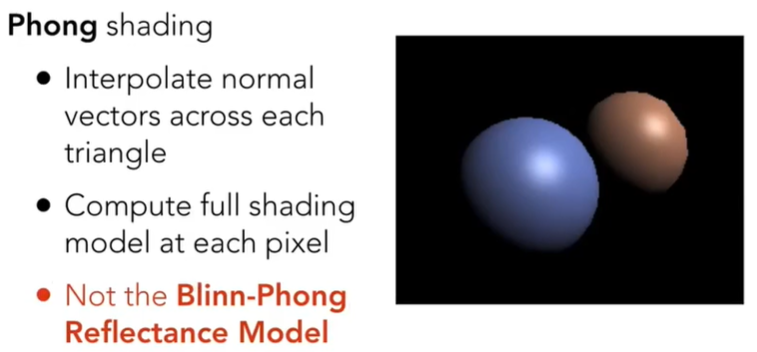 Phong shading
• Interpolate normal
vectors across each
triangle
• Compute full shading
model at each pixel
• Not the Blinn-Phong
Reflectance Model